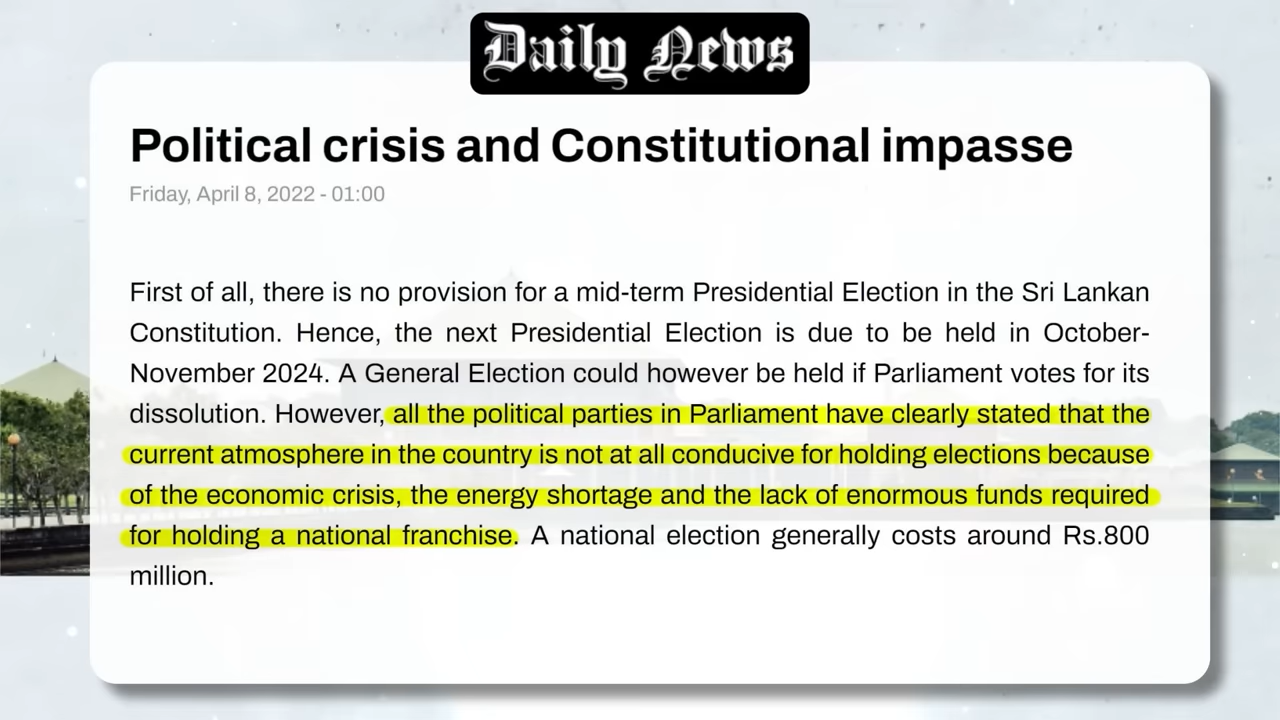 Daily News
Political crisis and Constitutional impasse
Friday, April 8, 2022 - 01:00
First of all, there is no provision for a mid-term Presidential Election in the Sri Lankan
Constitution. Hence, the next Presidential Election is due to be held in October-
November 2024. A General Election could however be held if Parliament votes for its
dissolution. However, all the political parties in Parliament have clearly stated that the
current atmosphere in the country is not at all conducive for holding elections because
of the economic crisis, the energy shortage and the lack of enormous funds required
for holding a national franchise. A national election generally costs around Rs.800
million.